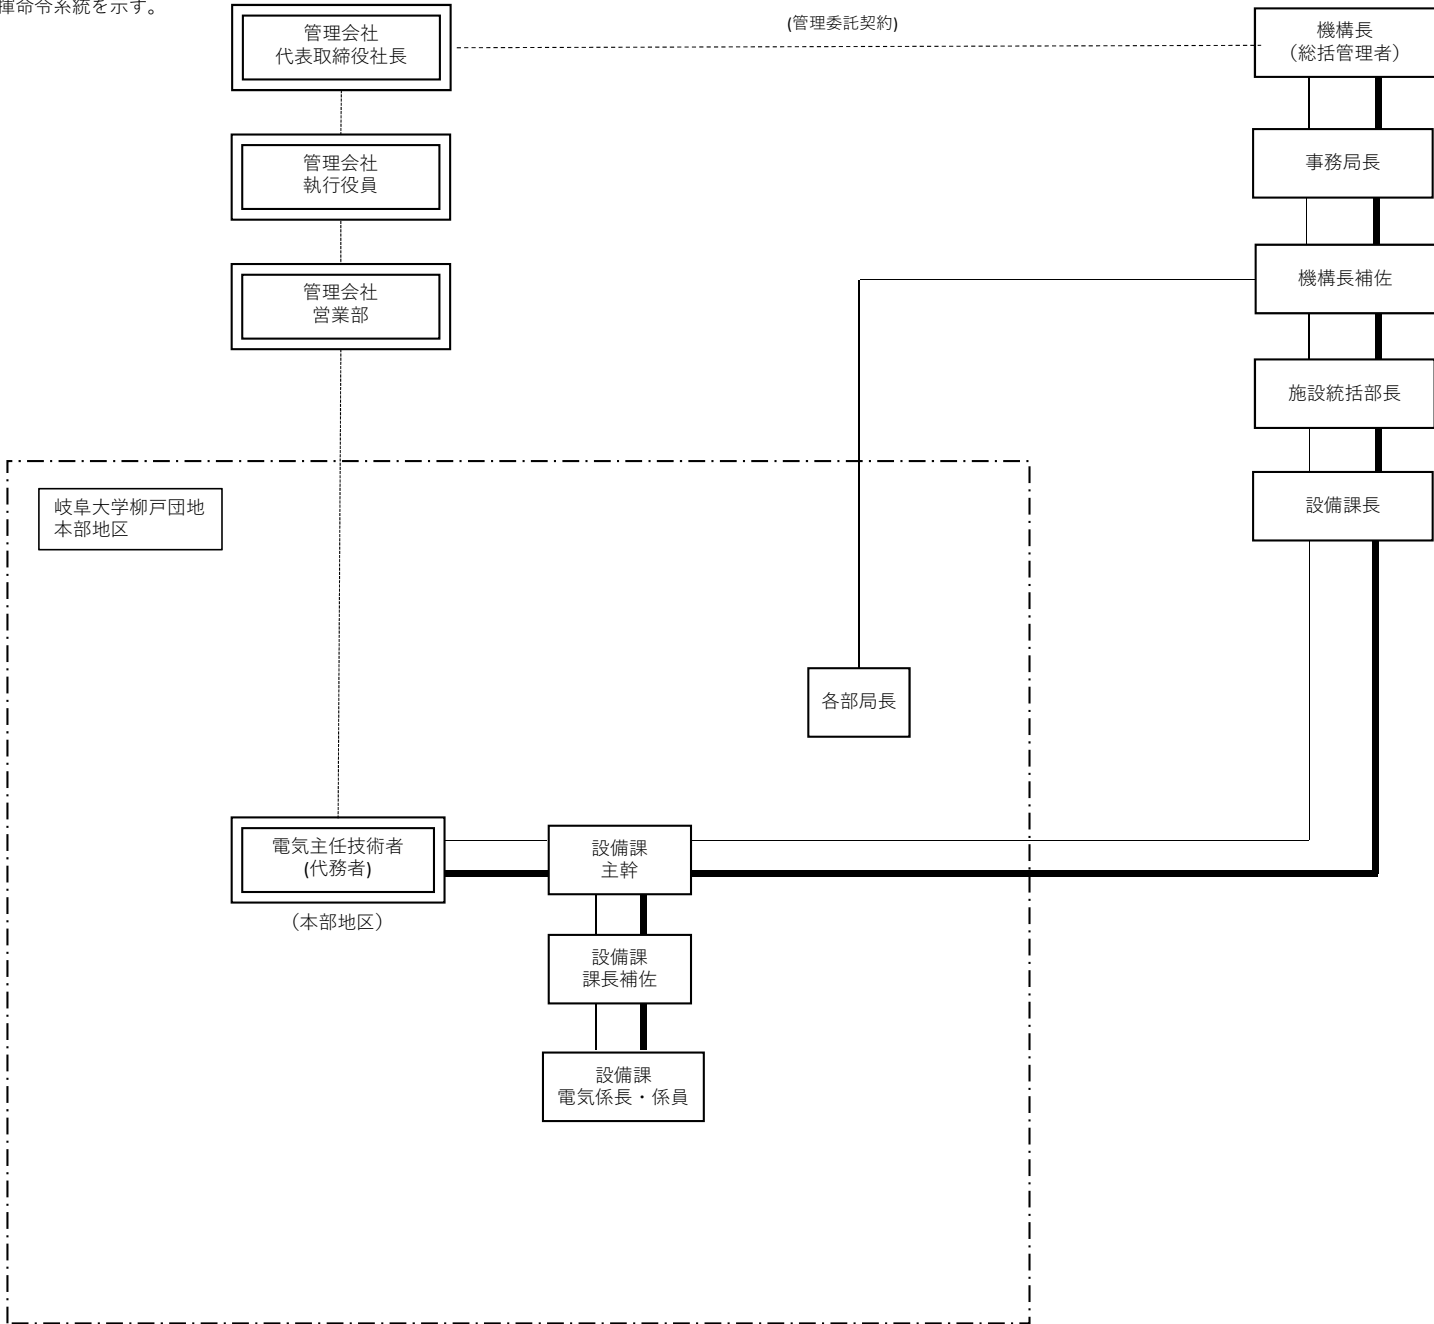 揮命令系統を示す。
管理会社
代表取締役社長
(管理委託契約)
機構長
（総括管理者）
管理会社
執行役員
事務局長
管理会社
営業部
機構長補佐
施設統括部長
岐阜大学柳戸団地
本部地区
設備課長
各部局長
電気主任技術者
(代務者)
（本部地区）
設備課
主幹
設備課
課長補佐
設備課
電気係長・係員